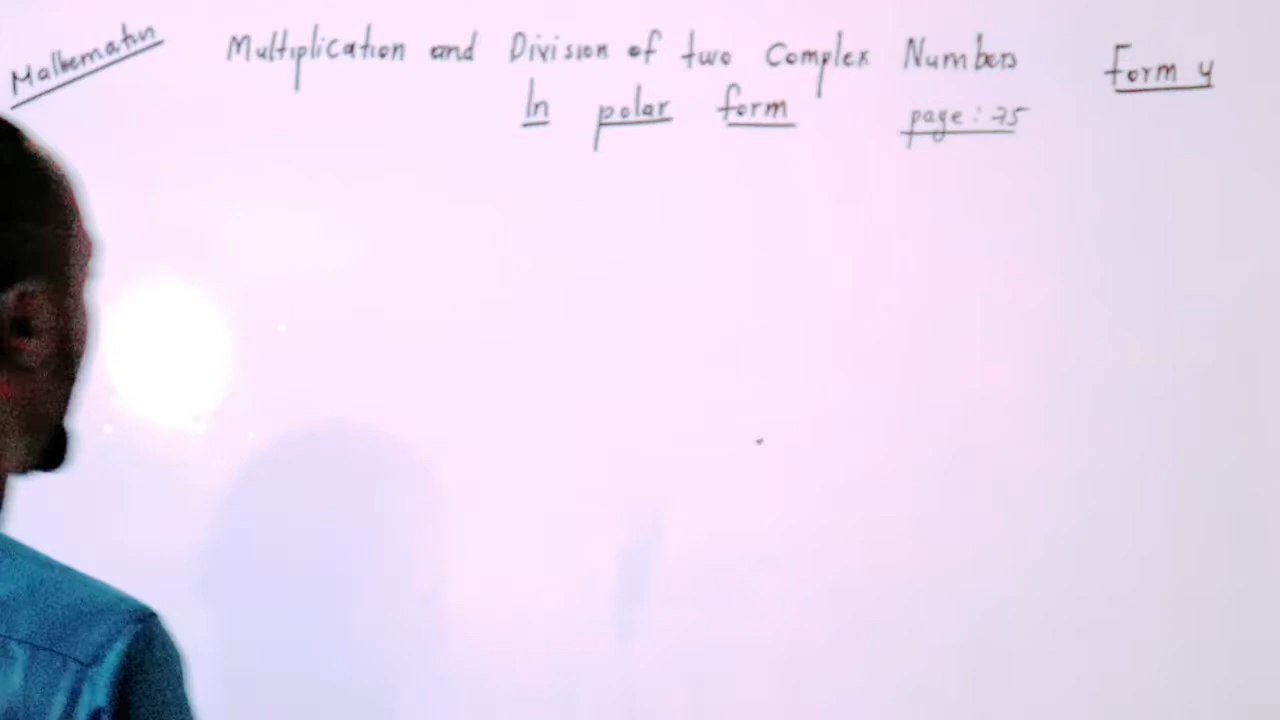 Mathematics
Multiplication and Division of two Complex Numbers
In polar form
page: 75
Form 4